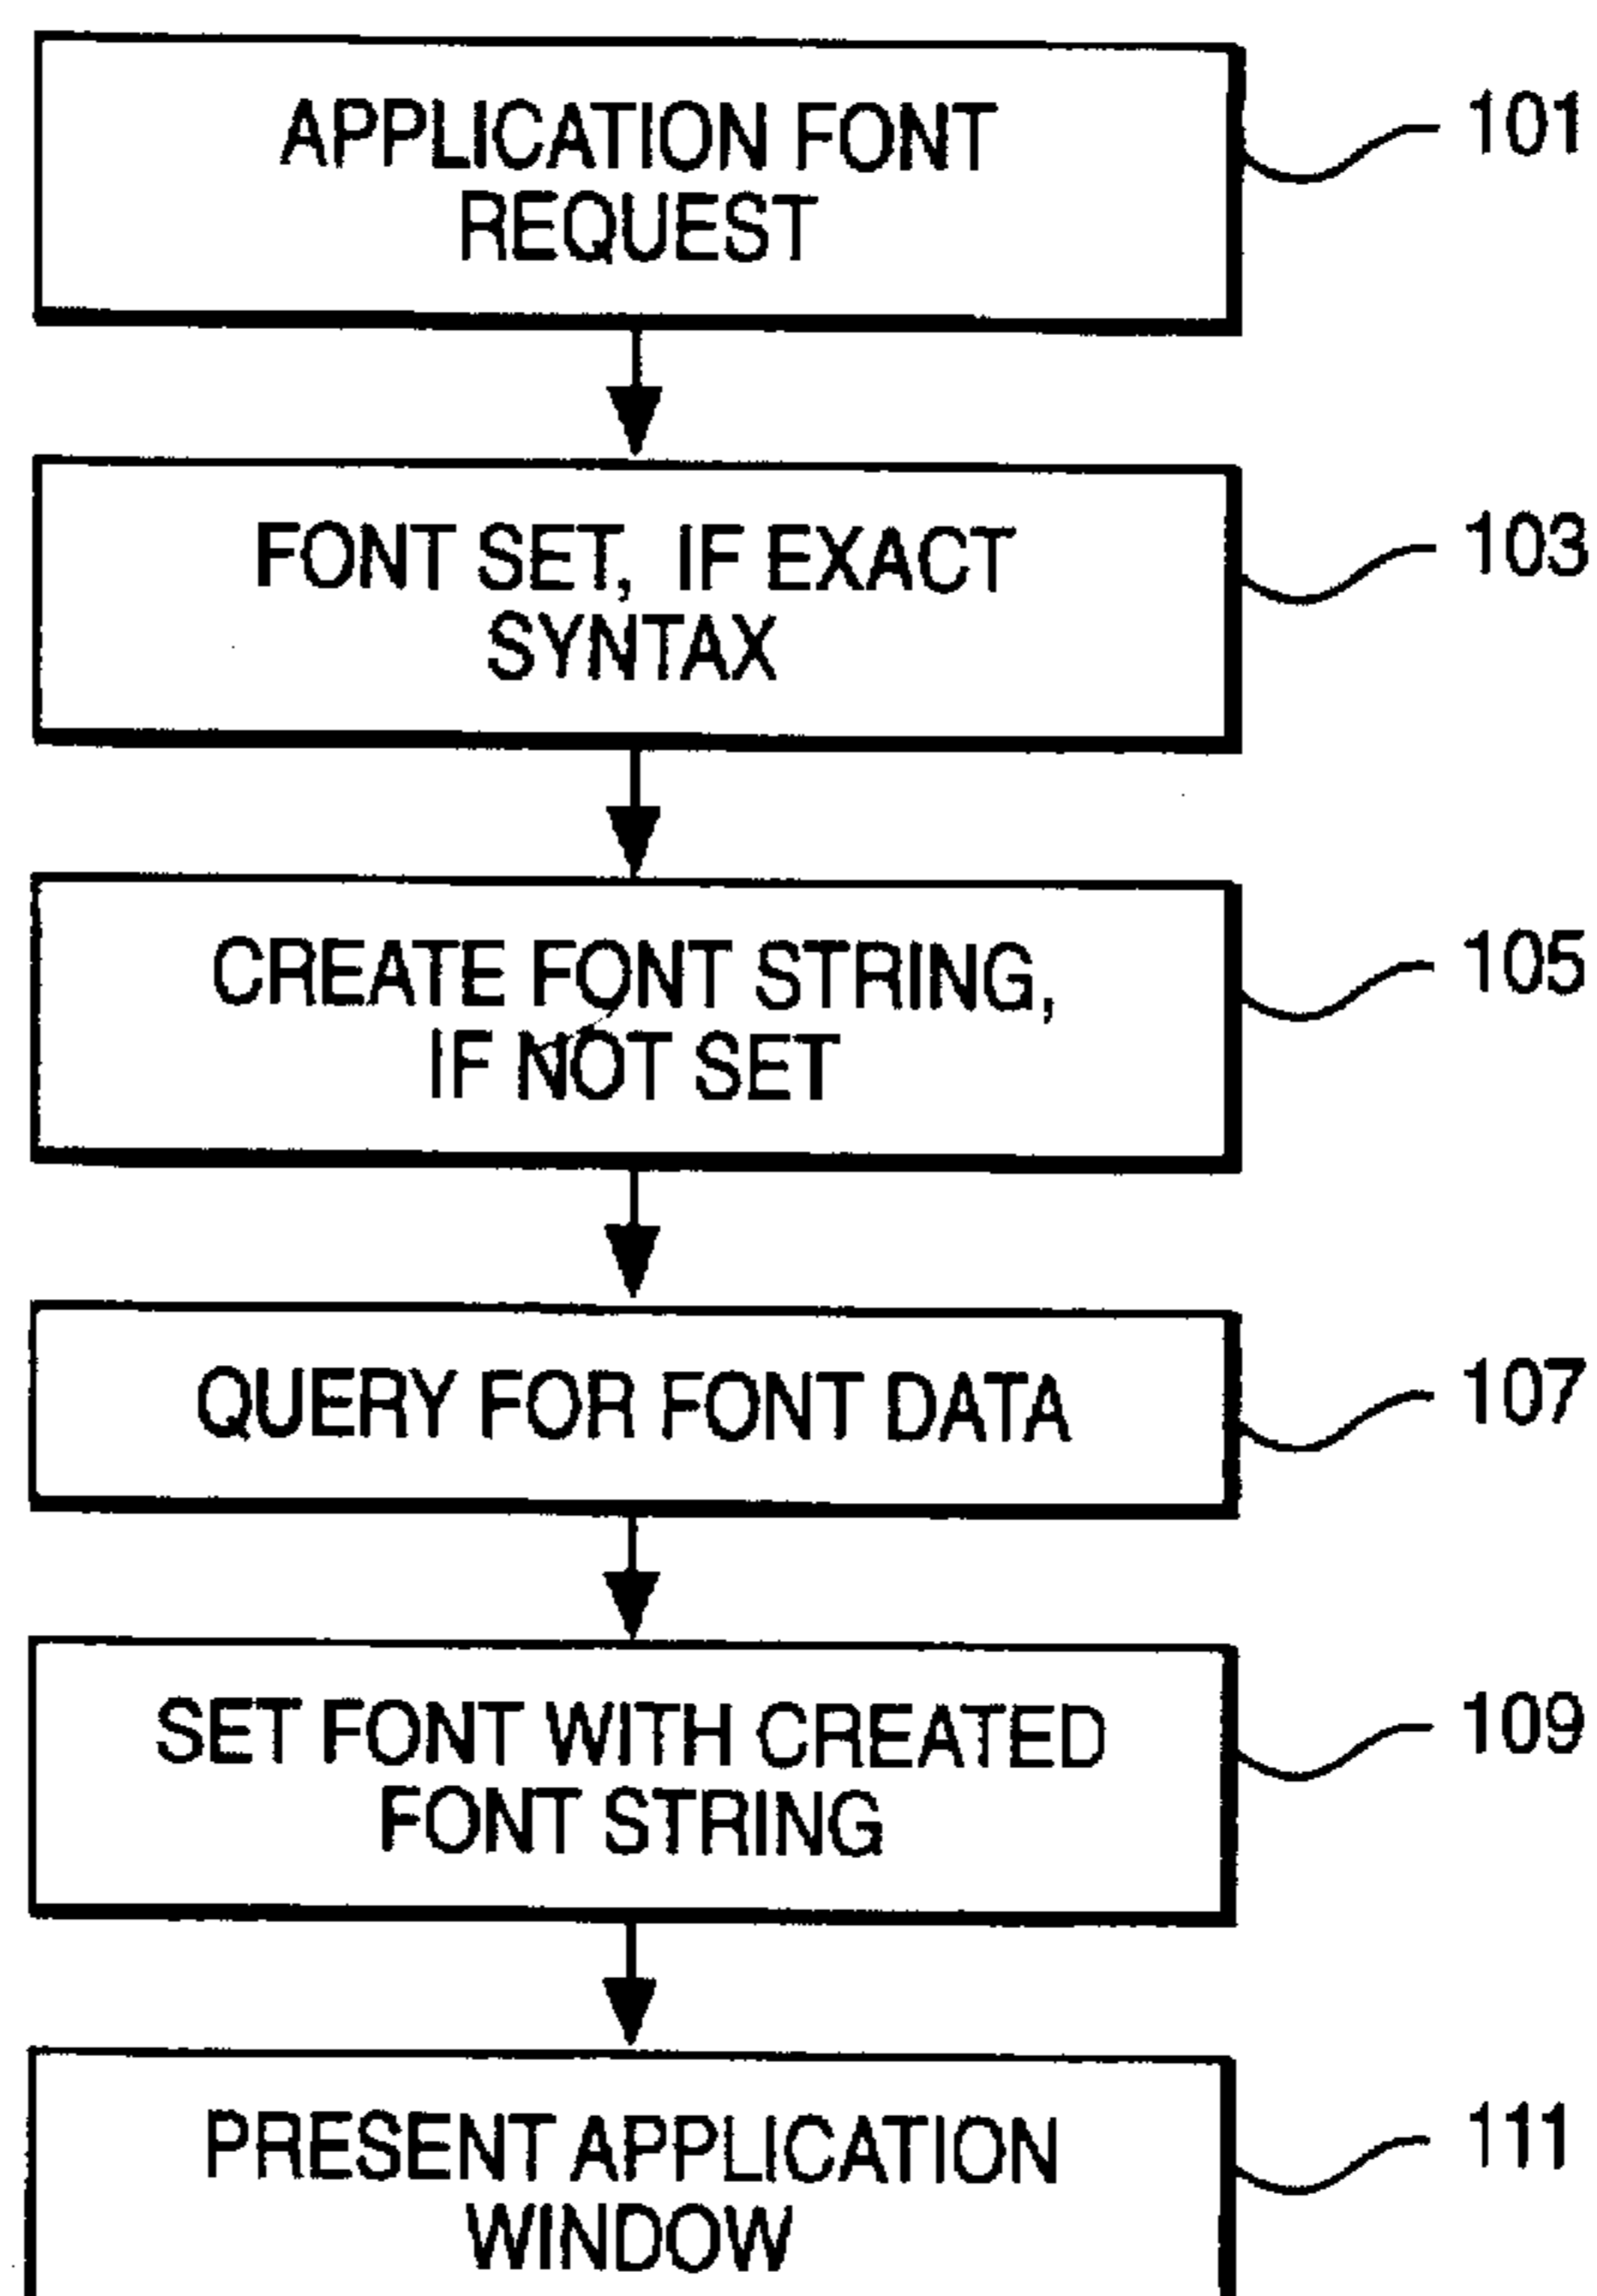 APPLICATION FONT
REQUEST
101
FONT SET, IF EXACT
SYNTAX
103
CREATE FONT STRING,
IF NOT SET
105
QUERY FOR FONT DATA
107
SET FONT WITH CREATED
FONT STRING
109
PRESENT APPLICATION
WINDOW
111